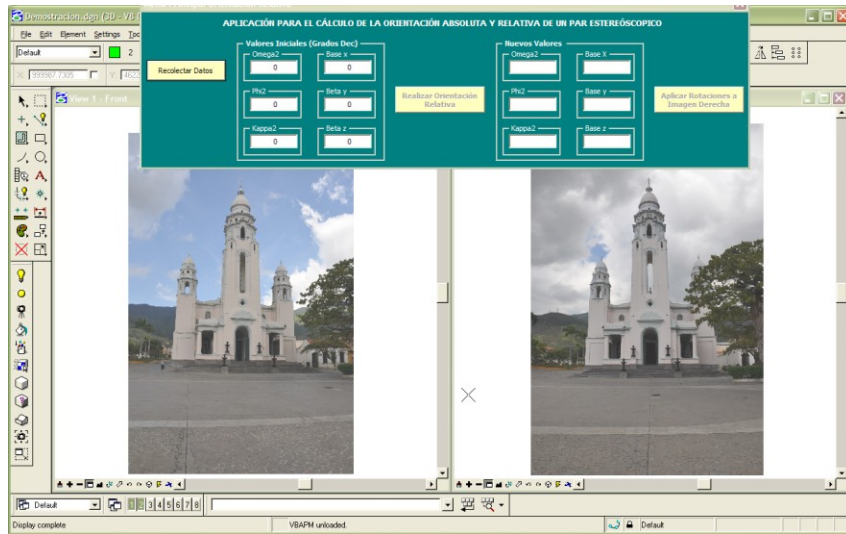 Demostracion.dgn (3D - V8
File Edit Element Settings
APLICACIÓN PARA EL CÁLCULO DE LA ORIENTACIÓN ABSOLUTA Y RELATIVA DE UN PAR ESTEREÓSCOPICO
Default 2
Recolectar Datos
Valores Iniciales (Grados Dec)
Omega2 Base x
0 0
Phi2 Beta y
0 0
Kappa2 Beta z
0 0
Realizar Orientación
Relativa
Nuevos Valores
Omega2 Base X
Phi2 Base y
Kappa2 Base z
Aplicar Rotaciones a
Imagen Derecha
X Y
View 1 - Front
Default 1 2 3 4 5 6 7 8
Display complete VBAPM unloaded. Default